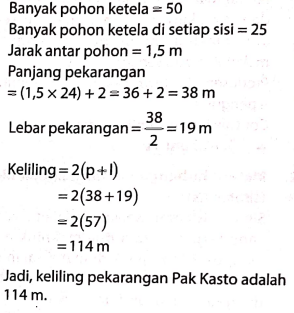 Banyak pohon ketela = 50
Banyak pohon ketela di setiap sisi = 25
Jarak antar pohon = 1,5 m
Panjang pekarangan
= (1,5 × 24) + 2 = 36 + 2 = 38 m
Lebar pekarangan = 38/2 = 19 m
Keliling = 2(p + l)
= 2(38 + 19)
= 2(57)
= 114 m
Jadi, keliling pekarangan Pak Kasto adalah
114 m.